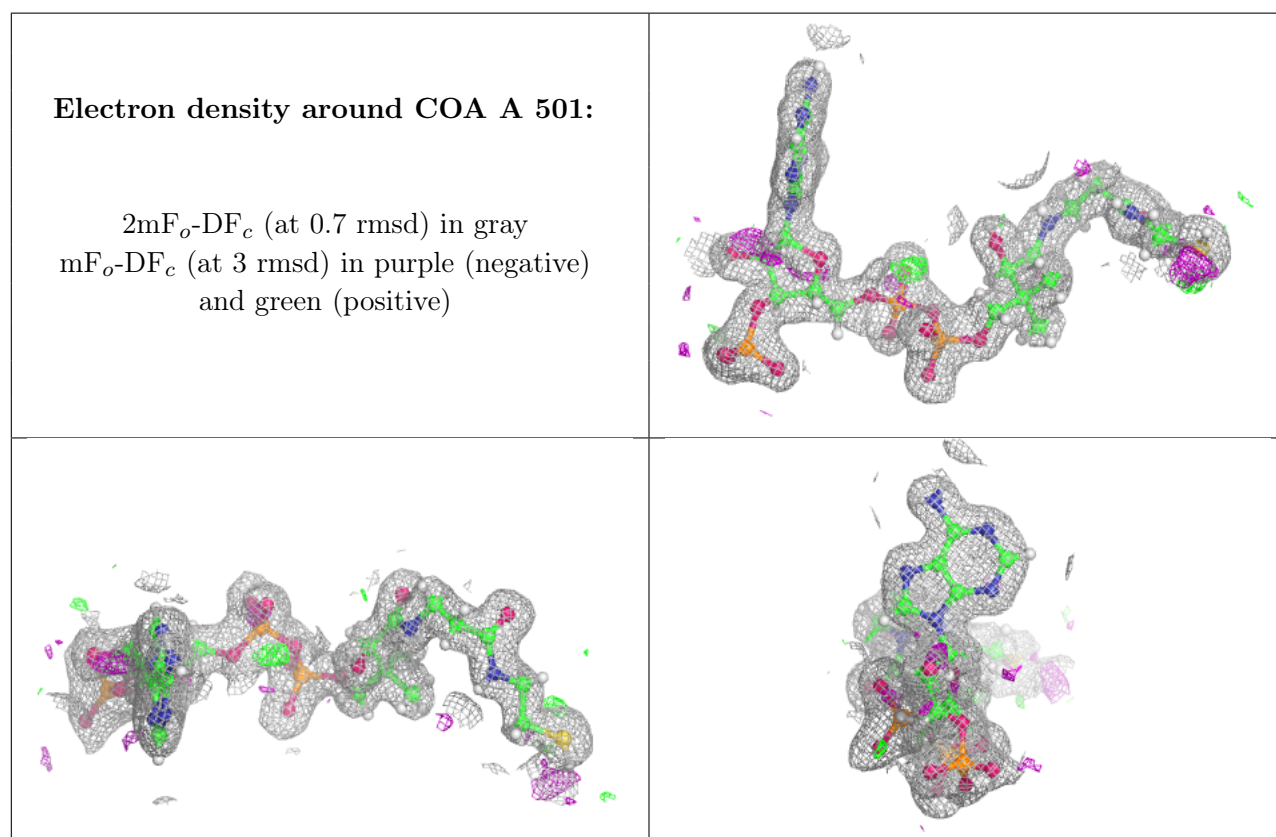 Electron density around COA A 501:
2mFₒ-DF𝒸 (at 0.7 rmsd) in gray
mFₒ-DF𝒸 (at 3 rmsd) in purple (negative)
and green (positive)